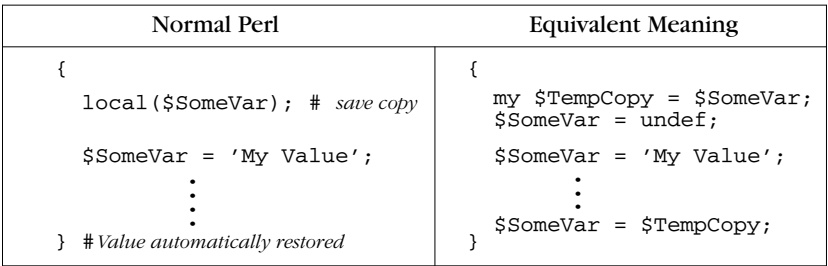 Normal Perl
{
local($SomeVar); # save copy
$SomeVar = ’My Value’;
} #Value automatically restored
Equivalent Meaning
{
my $TempCopy = $SomeVar;
$SomeVar = undef;
$SomeVar = ’My Value’;
$SomeVar = $TempCopy;
}